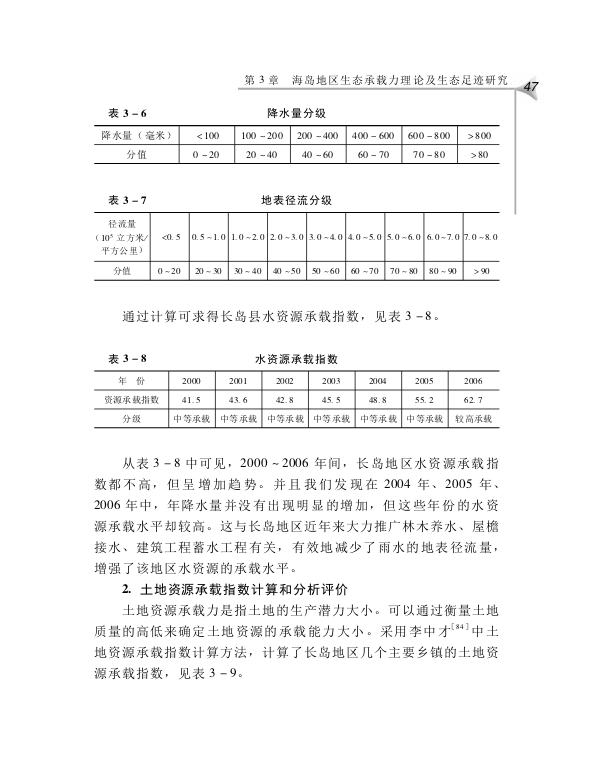 第 3 章　海岛地区生态承载力理论及生态足迹研究　47
表 3 – 6　降水量分级
降水量（毫米）　<100　100 ~200　200 ~400　400 ~ 600　600 ~ 800　>800
分值　0 ~20　20 ~ 40　40 ~ 60　60 ~ 70　70 ~ 80　>80
表 3 – 7　地表径流分级
径流量
（10⁵ 立方米/
平方公里）　<0. 5　0. 5 ~ 1. 0　1. 0 ~ 2. 0　2. 0 ~ 3. 0　3. 0 ~ 4. 0　4. 0 ~ 5. 0　5. 0 ~ 6. 0　6. 0 ~ 7. 0　7. 0 ~ 8. 0
分值　0 ~ 20　20 ~ 30　30 ~ 40　40 ~ 50　50 ~ 60　60 ~ 70　70 ~ 80　80 ~ 90　> 90
通过计算可求得长岛县水资源承载指数，见表 3 – 8。
表 3 – 8　水资源承载指数
年　份　2000　2001　2002　2003　2004　2005　2006
资源承载指数　41. 5　43. 6　42. 8　45. 5　48. 8　55. 2　62. 7
分级　中等承载　中等承载　中等承载　中等承载　中等承载　中等承载　较高承载
从表 3 – 8 中可见，2000 ~ 2006 年间，长岛地区水资源承载指
数都不高，但呈增加趋势。并且我们发现在 2004 年、2005 年、
2006 年中，年降水量并没有出现明显的增加，但这些年份的水资
源承载水平却较高。这与长岛地区近年来大力推广林木养水、屋檐
接水、建筑工程蓄水工程有关，有效地减少了雨水的地表径流量，
增强了该地区水资源的承载水平。
2. 土地资源承载指数计算和分析评价
土地资源承载力是指土地的生产潜力大小。可以通过衡量土地
质量的高低来确定土地资源的承载能力大小。采用李中才[84]中土
地资源承载指数计算方法，计算了长岛地区几个主要乡镇的土地资
源承载指数，见表 3 – 9。